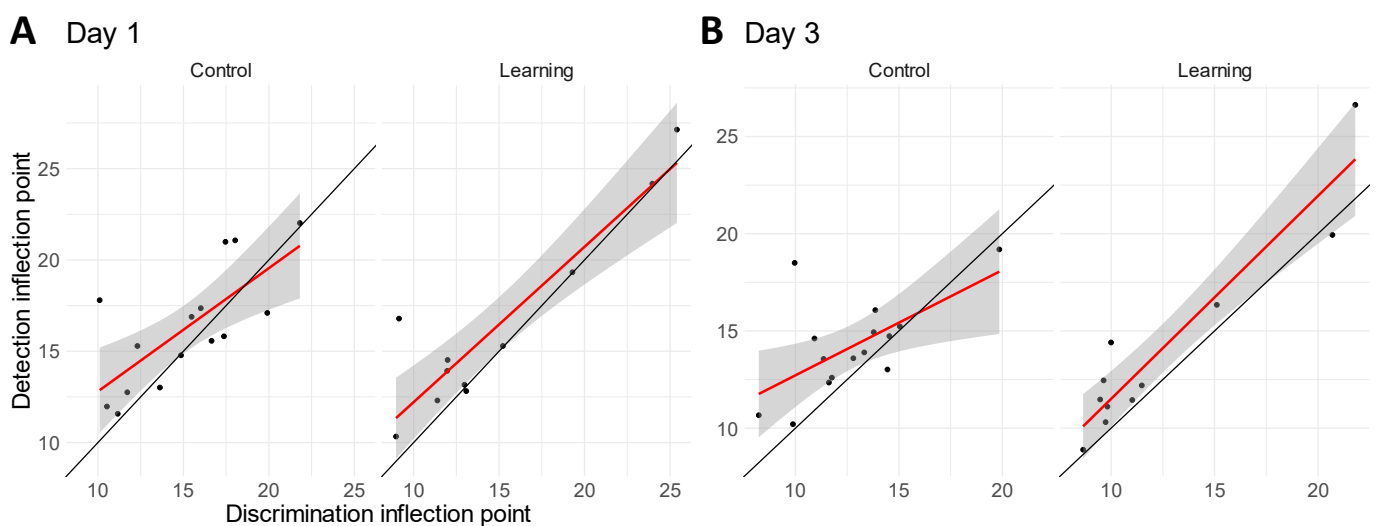 A Day 1
Control Learning
Detection inflection point
25
20
15
10
10 15 20 25 10 15 20 25
Discrimination inflection point
B Day 3
Control Learning
25
20
15
10
10 15 20 10 15 20